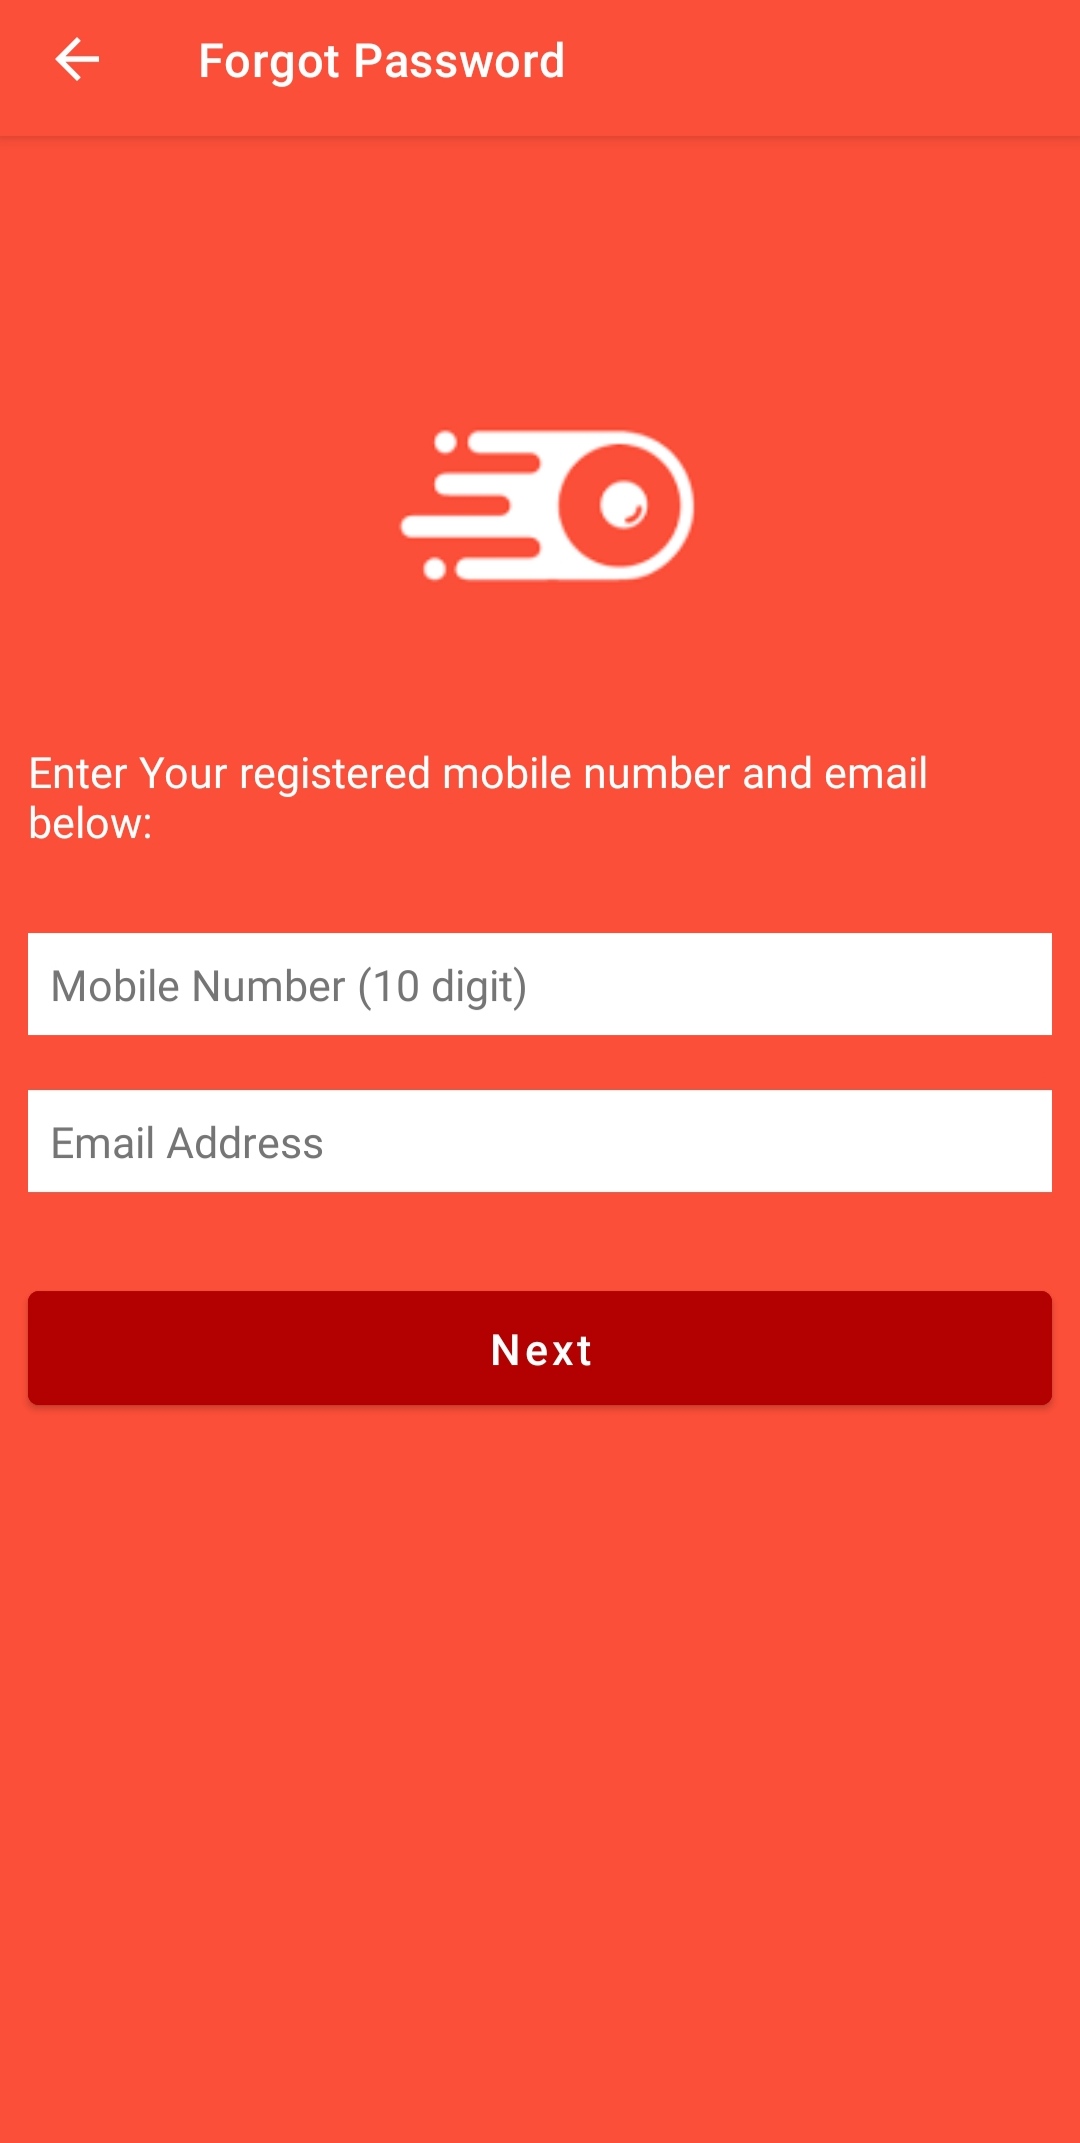 Forgot Password
Enter Your registered mobile number and email
below:
Mobile Number (10 digit)
Email Address
Next